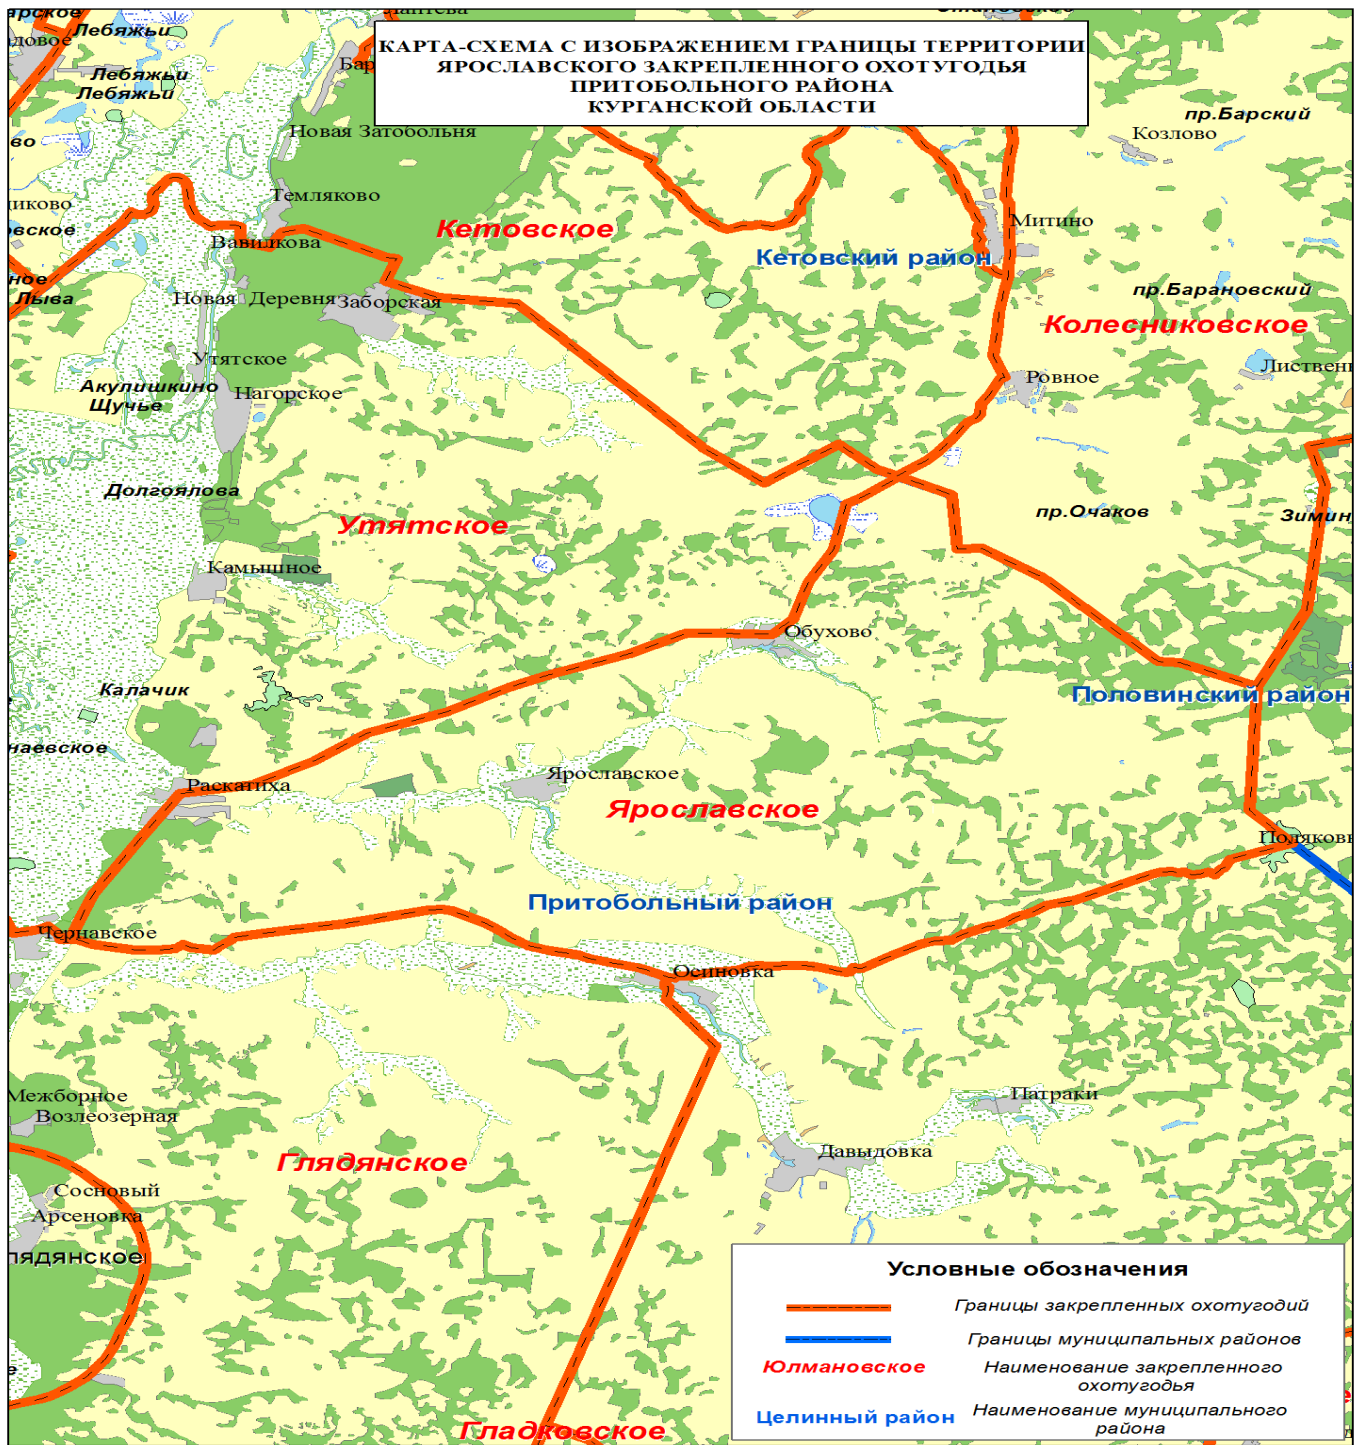 КАРТА-СХЕМА С ИЗОБРАЖЕНИЕМ ГРАНИЦЫ ТЕРРИТОРИИ
ЯРОСЛАВСКОГО ЗАКРЕПЛЕННОГО ОХОТУГОДЬЯ
ПРИТОБОЛЬНОГО РАЙОНА
КУРГАНСКОЙ ОБЛАСТИ
Лебяжьи
Лебяжьи
Лебяжьи
пр.Барский
Козлово
Новая Затобольня
Темляково
Митино
Кетовское
Вавилкова
Кетовский район
Лыва
Новая Деревня
Заборская
пр.Барановский
Колесниковское
Утятское
Ровное
Акулишкино
Щучье
Нагорское
Долгоялова
Утятское
пр.Очаков
Камышное
Обухово
Калачик
Половинский район
Раскатиха
Ярославское
Ярославское
Притобольный район
Чернавское
Осиновка
Межборное
Возлеозерная
Патраки
Глядянское
Давыдовка
Сосновый
Арсеновка
Гладковское
Условные обозначения
Границы закрепленных охотугодий
Границы муниципальных районов
Юлмановское Наименование закрепленного
охотугодья
Целинный район Наименование муниципального
района